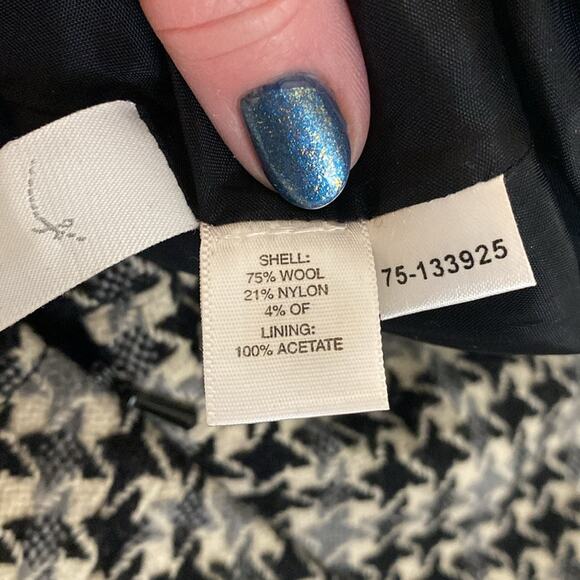 SHELL:
75% WOOL
21% NYLON
4% OF
LINING:
100% ACETATE
75-133925